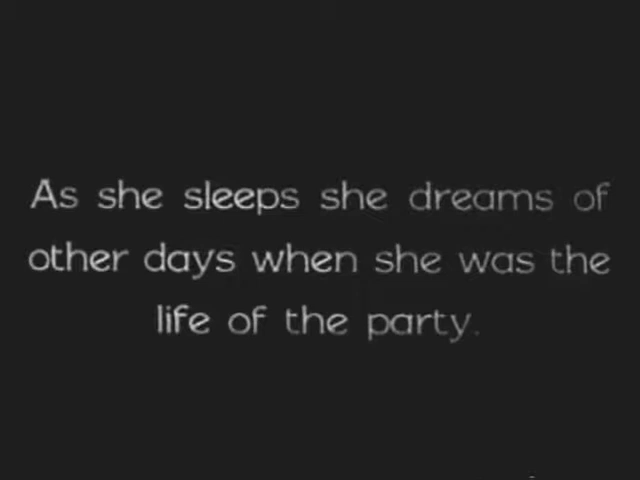 As she sleeps she dreams of
other days when she was the
life of the party.